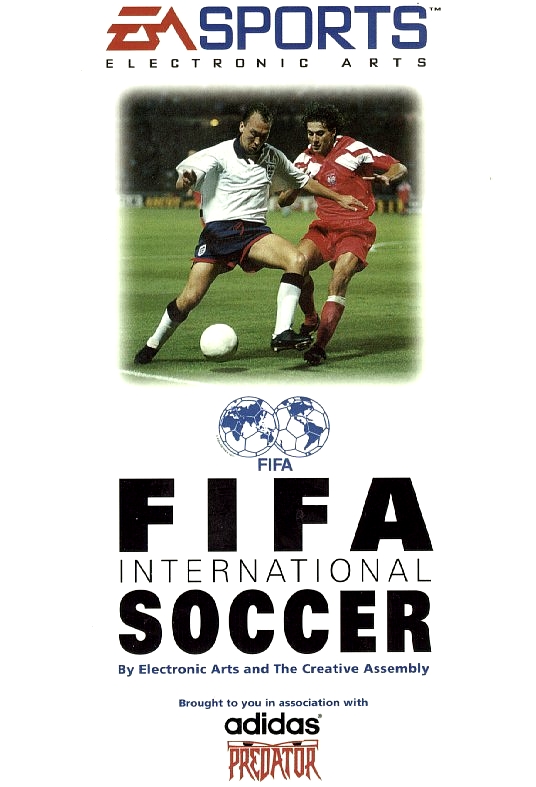 EA SPORTS™
ELECTRONIC ARTS
FIFA
FIFA
INTERNATIONAL
SOCCER
By Electronic Arts and The Creative Assembly
Brought to you in association with
adidas®
PREDATOR